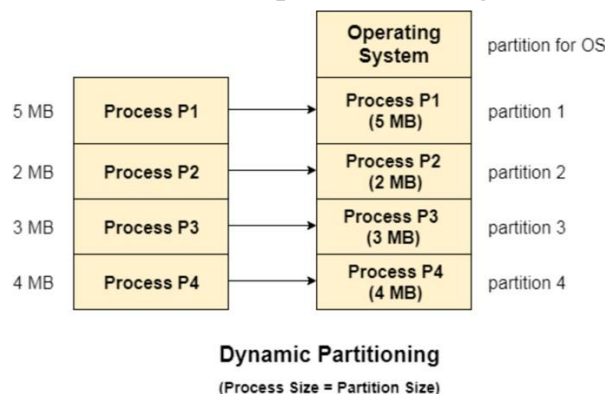 Operating
System
partition for OS
5 MB
Process P1
Process P1
(5 MB)
partition 1
2 MB
Process P2
Process P2
(2 MB)
partition 2
3 MB
Process P3
Process P3
(3 MB)
partition 3
4 MB
Process P4
Process P4
(4 MB)
partition 4
Dynamic Partitioning
(Process Size = Partition Size)